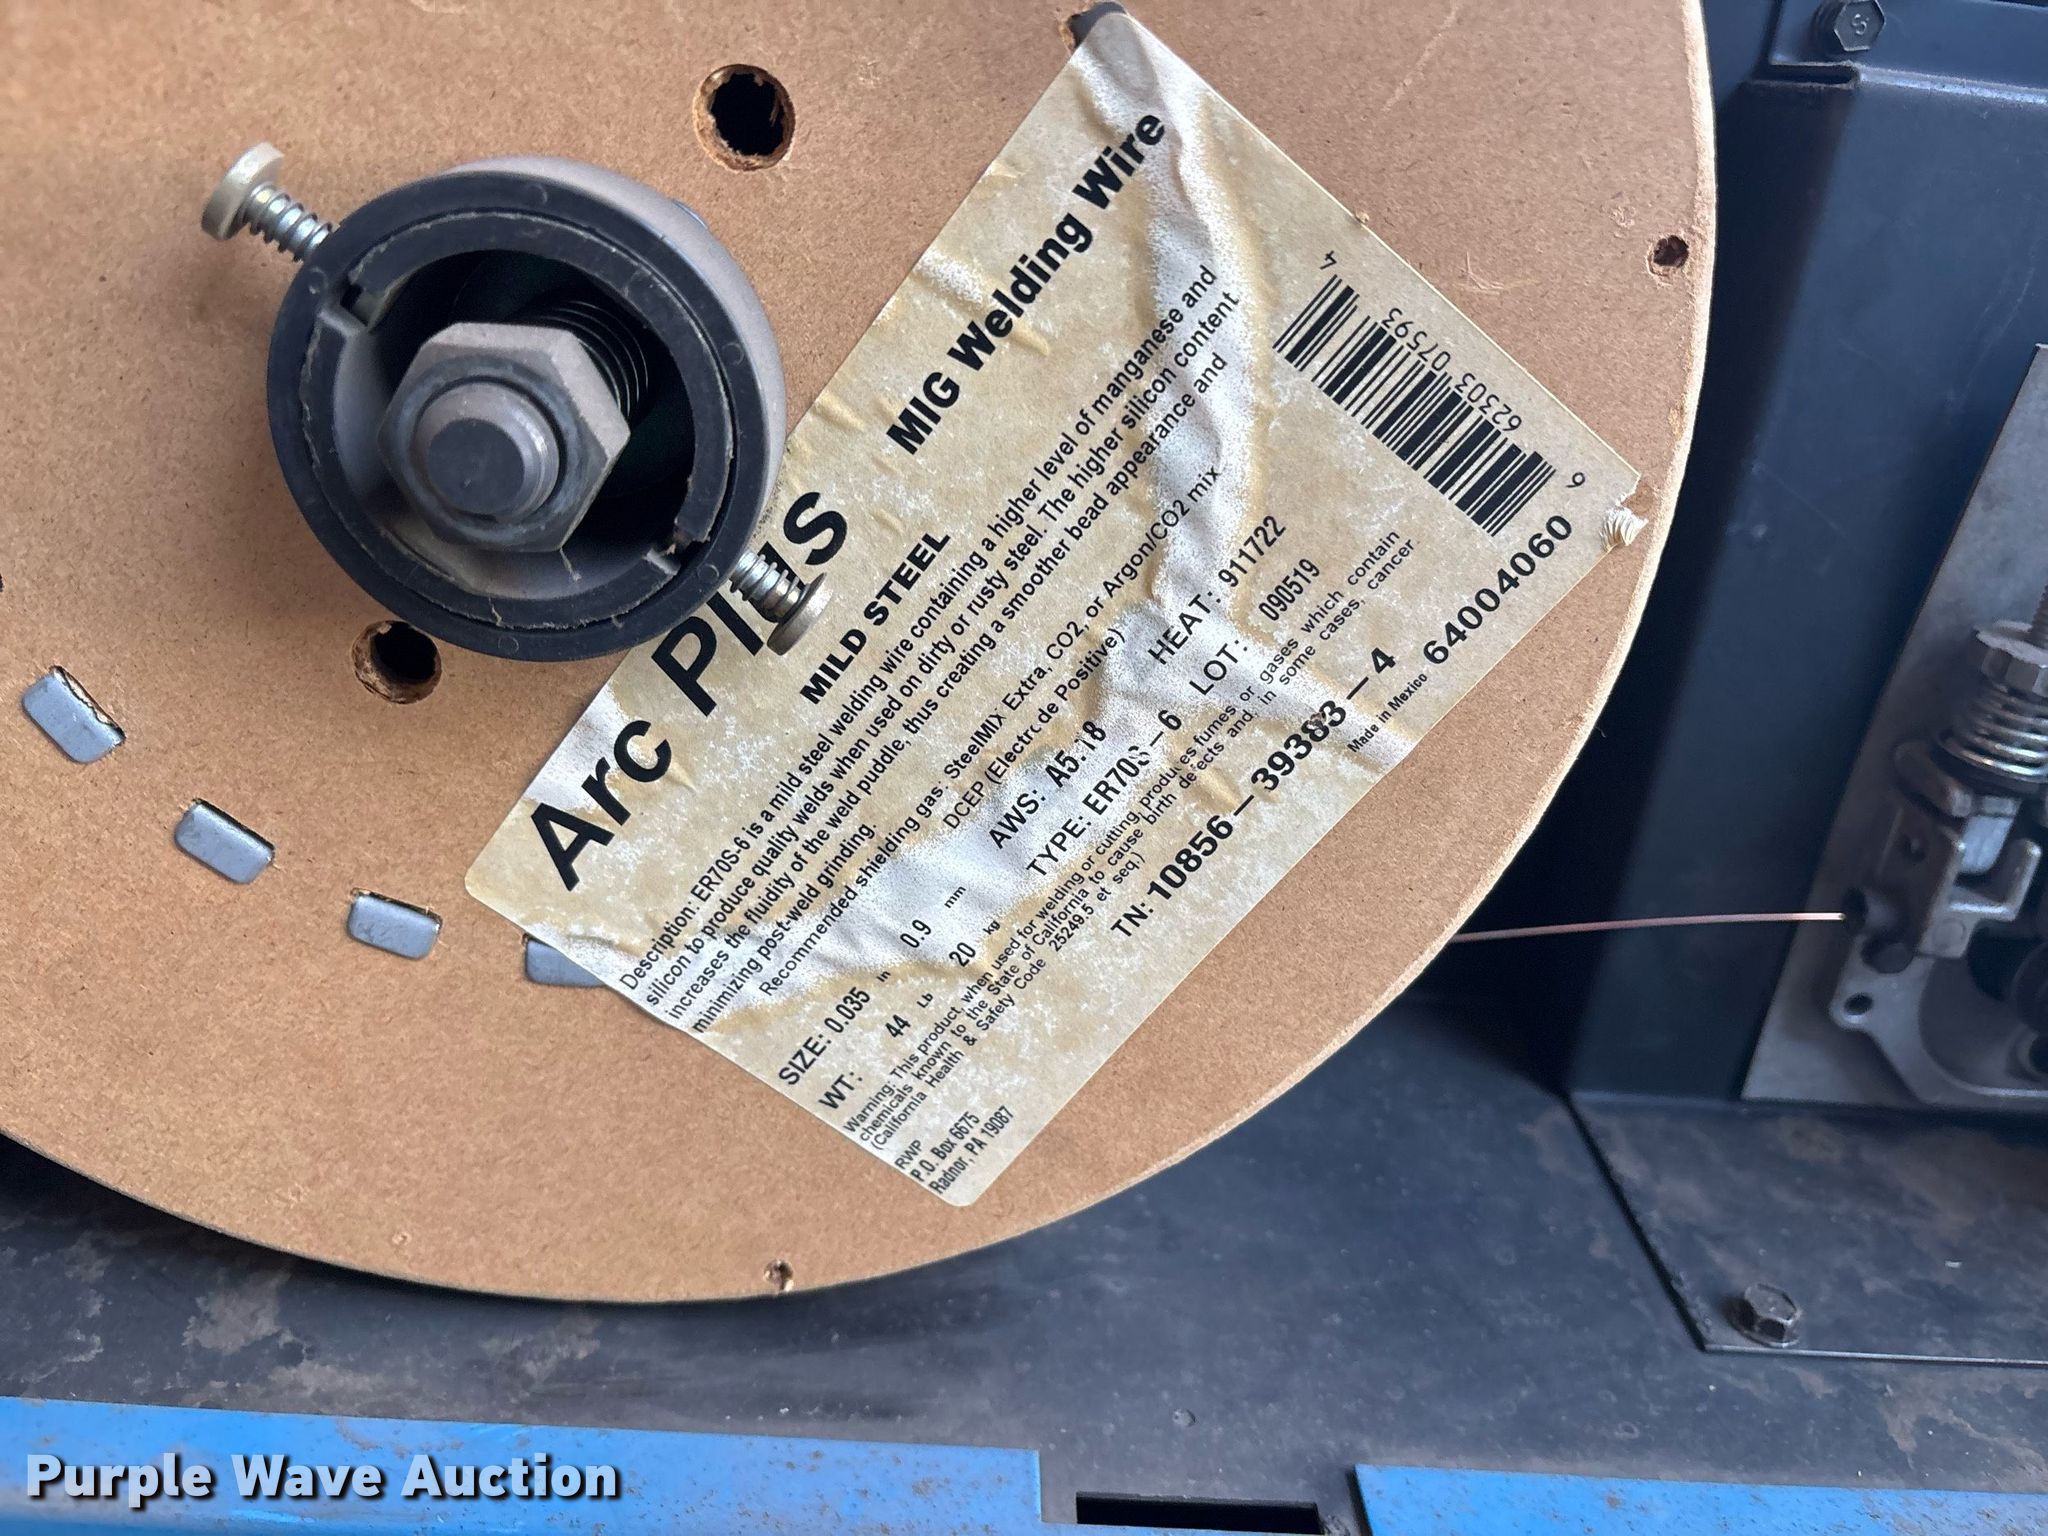 Arc Plus
MIG Welding Wire
MILD STEEL
Description: ER70S-6 is a mild steel welding wire containing a higher level of manganese and
silicon to produce quality welds when used on dirty or rusty steel. The higher silicon content
increases the fluidity of the weld puddle, thus creating a smoother bead appearance and
minimizing post-weld grinding.
Recommended shielding gas: SteelMIX Extra, CO2, or Argon/CO2 mix
DCEP (Electrode Positive)
SIZE: 0.035 in 0.9 mm AWS: A5.18 HEAT: 911722
WT: 44 Lb 20 kg TYPE: ER70S-6 LOT: 090519
Warning: This product, when used for welding or cutting, produces fumes or gases which contain
chemicals known to the State of California to cause birth defects and, in some cases, cancer
(California Health & Safety Code 25249.5 et seq.)
RWP
P.O. Box 6675
Radnor, PA 19087
TN: 10856-39383-4
Made in Mexico 64004060
6 62303 07593 4
S
Purple Wave Auction